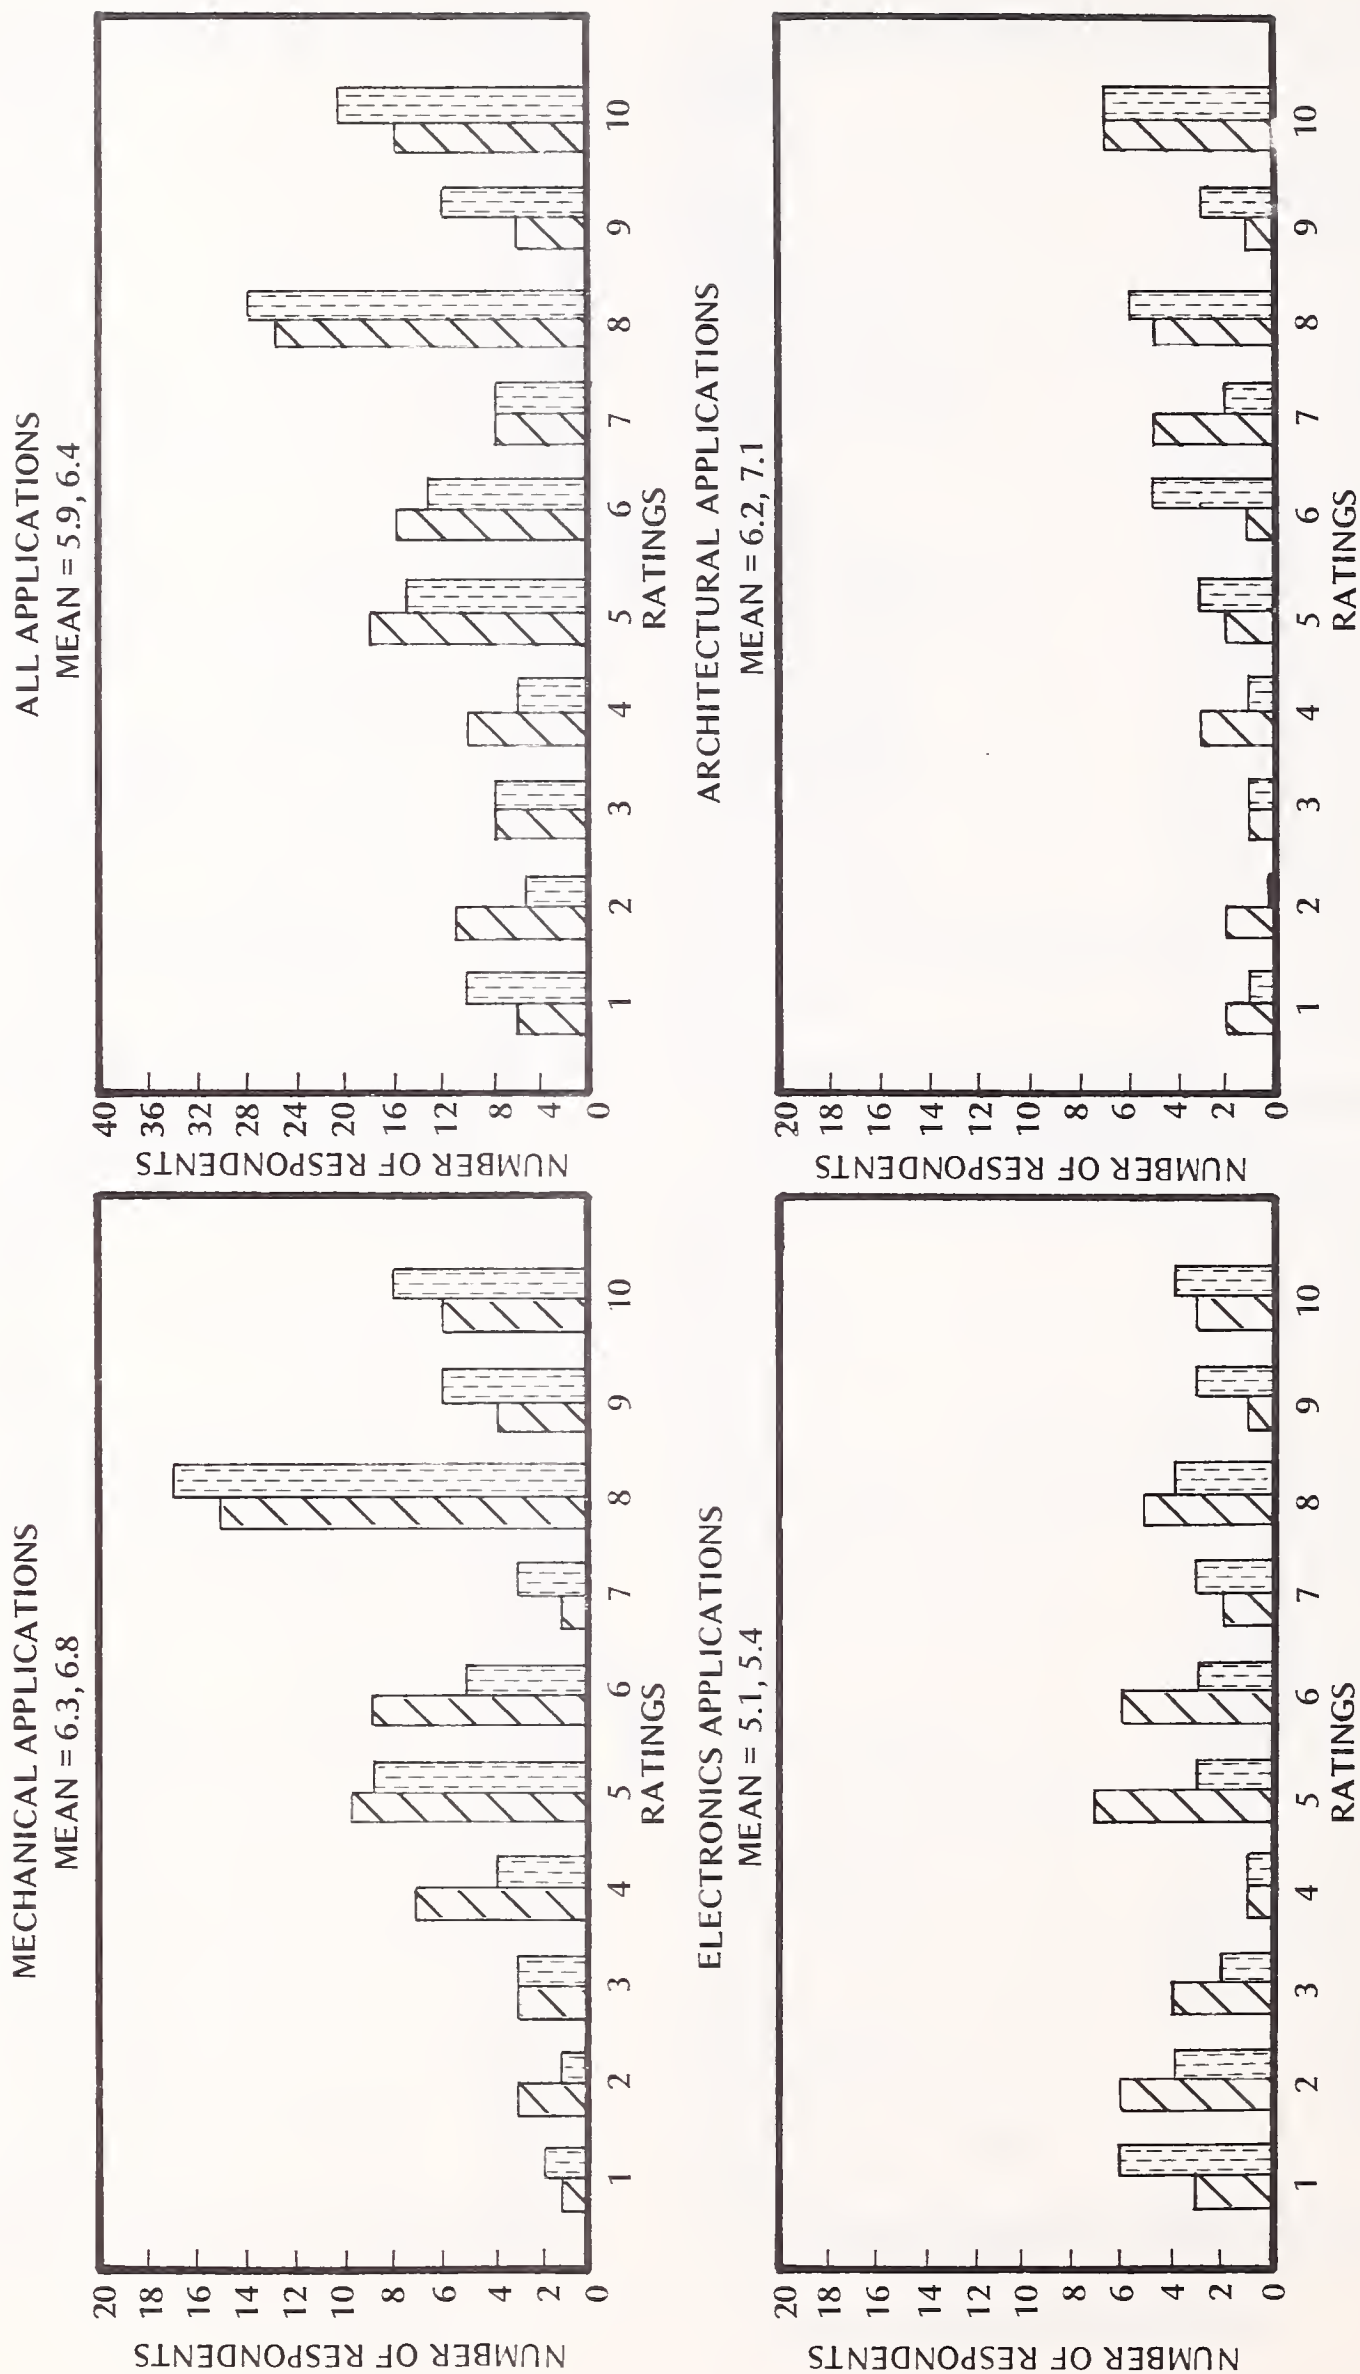 MECHANICAL APPLICATIONS
MEAN = 6.3, 6.8
NUMBER OF RESPONDENTS
20
18
16
14
12
10
8
6
4
2
0
1 2 3 4 5 6 7 8 9 10
RATINGS
ALL APPLICATIONS
MEAN = 5.9, 6.4
NUMBER OF RESPONDENTS
40
36
32
28
24
20
16
12
8
4
0
1 2 3 4 5 6 7 8 9 10
RATINGS
ELECTRONICS APPLICATIONS
MEAN = 5.1, 5.4
NUMBER OF RESPONDENTS
20
18
16
14
12
10
8
6
4
2
0
1 2 3 4 5 6 7 8 9 10
RATINGS
ARCHITECTURAL APPLICATIONS
MEAN = 6.2, 7.1
NUMBER OF RESPONDENTS
20
18
16
14
12
10
8
6
4
2
0
1 2 3 4 5 6 7 8 9 10
RATINGS